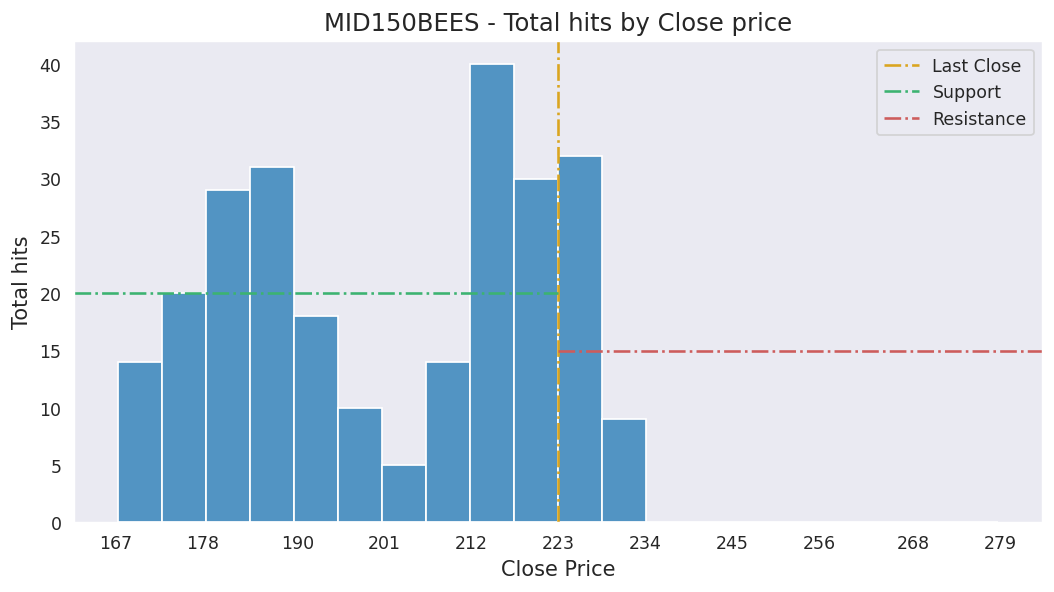 MID150BEES - Total hits by Close price
Last Close
Support
Resistance
Total hits
40
35
30
25
20
15
10
5
0
167 178 190 201 212 223 234 245 256 268 279
Close Price